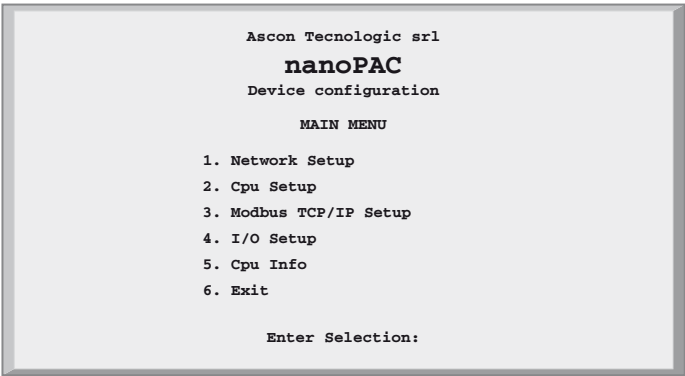 Ascon Tecnologic srl
nanoPAC
Device configuration
MAIN MENU
1. Network Setup
2. Cpu Setup
3. Modbus TCP/IP Setup
4. I/O Setup
5. Cpu Info
6. Exit
Enter Selection: